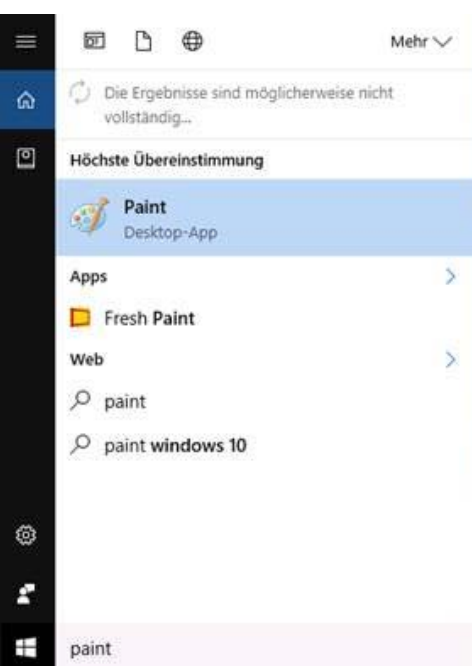 Mehr
Die Ergebnisse sind möglicherweise nicht
vollständig...
Höchste Übereinstimmung
Paint
Desktop-App
Apps
Fresh Paint
Web
paint
paint windows 10
paint